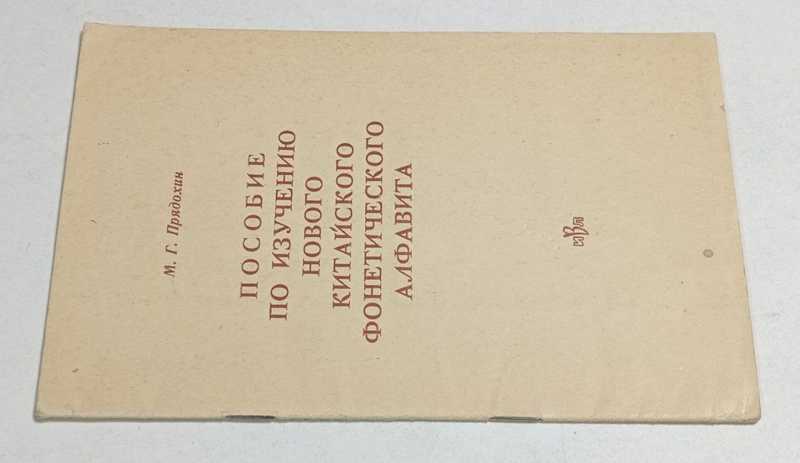 М. Г. Прядохин
ПОСОБИЕ
ПО ИЗУЧЕНИЮ
НОВОГО
КИТАЙСКОГО
ФОНЕТИЧЕСКОГО
АЛФАВИТА